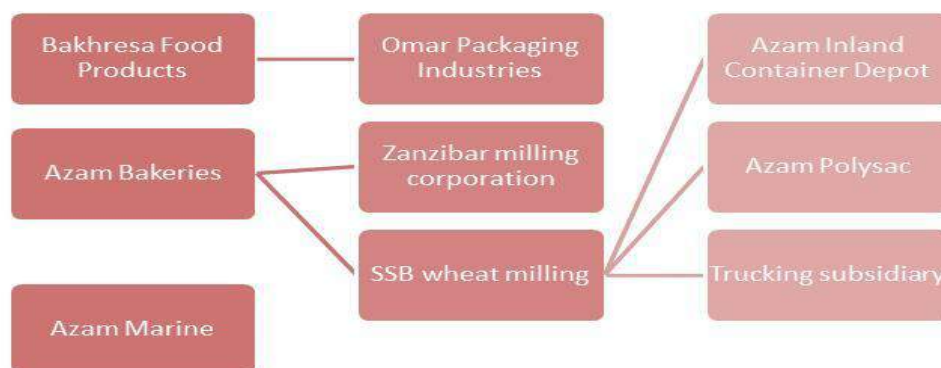 Bakhresa Food
Products
Omar Packaging
Industries
Azam Inland
Container Depot
Azam Bakeries
Zanzibar milling
corporation
Azam Polysac
SSB wheat milling
Trucking subsidiary
Azam Marine